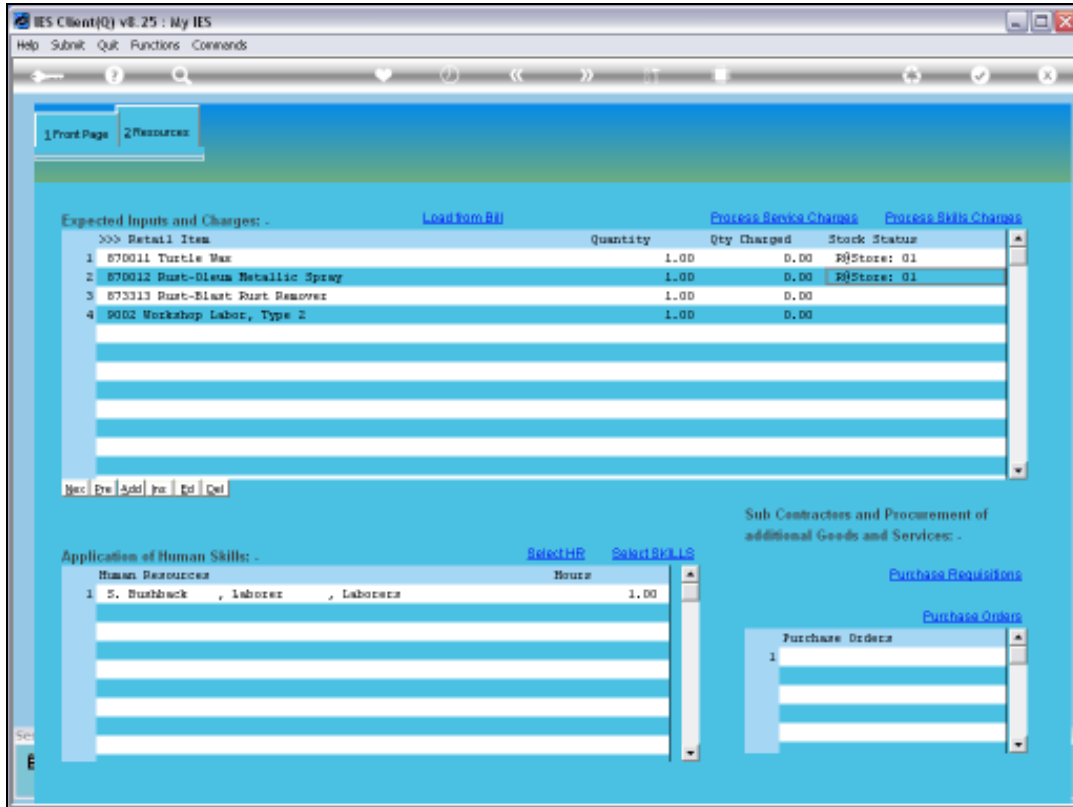 IES Client(Q) v8.25 : My IES
Help Submit Quit Functions Commands
1 Front Page 2 Resources
Expected Inputs and Charges: - Load from Bill Process Service Charges Process Skills Charges
>>> Retail Item Quantity Qty Charged Stock Status
1 870011 Turtle Wax 1.00 0.00 R@Store: 01
2 870012 Rust-Oleum Metallic Spray 1.00 0.00 R@Store: 01
3 873313 Rust-Blast Rust Remover 1.00 0.00
4 9002 Workshop Labor, Type 2 1.00 0.00
Nex Pre Add Ins Ed Del
Sub Contractors and Procurement of
additional Goods and Services: -
Application of Human Skills: - Select HR Select SKILLS
Human Resources Hours
Purchase Requisitions
1 S. Bushback , laborer , Laborers 1.00
Purchase Orders
Purchase Orders
1